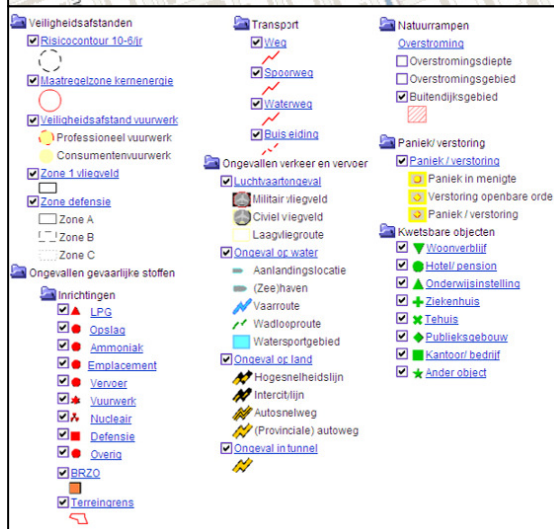 Veiligheidsafstanden
Risicocontour 10-6/jr
Maatregelzone kernenergie
Veiligheidsafstand vuurwerk
Professioneel vuurwerk
Consumentenvuurwerk
Zone 1 vliegveld
Zone defensie
Zone A
Zone B
Zone C
Ongevallen gevaarlijke stoffen
Inrichtingen
LPG
Opslag
Ammoniak
Emplacement
Vervoer
Vuurwerk
Nucleair
Defensie
Overig
BRZO
Terreingrens
Transport
Weg
Spoorweg
Waterweg
Buis eiding
Ongevallen verkeer en vervoer
Luchtvaartongeval
Militair vliegveld
Civiel vliegveld
Laagvliegroute
Ongeval op water
Aanlandingslocatie
(Zee)haven
Vaarroute
Wadlooproute
Watersportgebied
Ongeval op land
Hogesnelheidslijn
Intercitylijn
Autosnelweg
(Provinciale) autoweg
Ongeval in tunnel
Natuurrampen
Overstroming
Overstromingsdiepte
Overstromingsgebied
Buitendijksgebied
Paniek/verstoring
Paniek / verstoring
Paniek in menigte
Verstoring openbare orde
Paniek / verstoring
Kwetsbare objecten
Woonverblijf
Hotel/ pension
Onderwijsinstelling
Ziekenhuis
Tehuis
Publieksgebouw
Kantoor/ bedrijf
Ander object